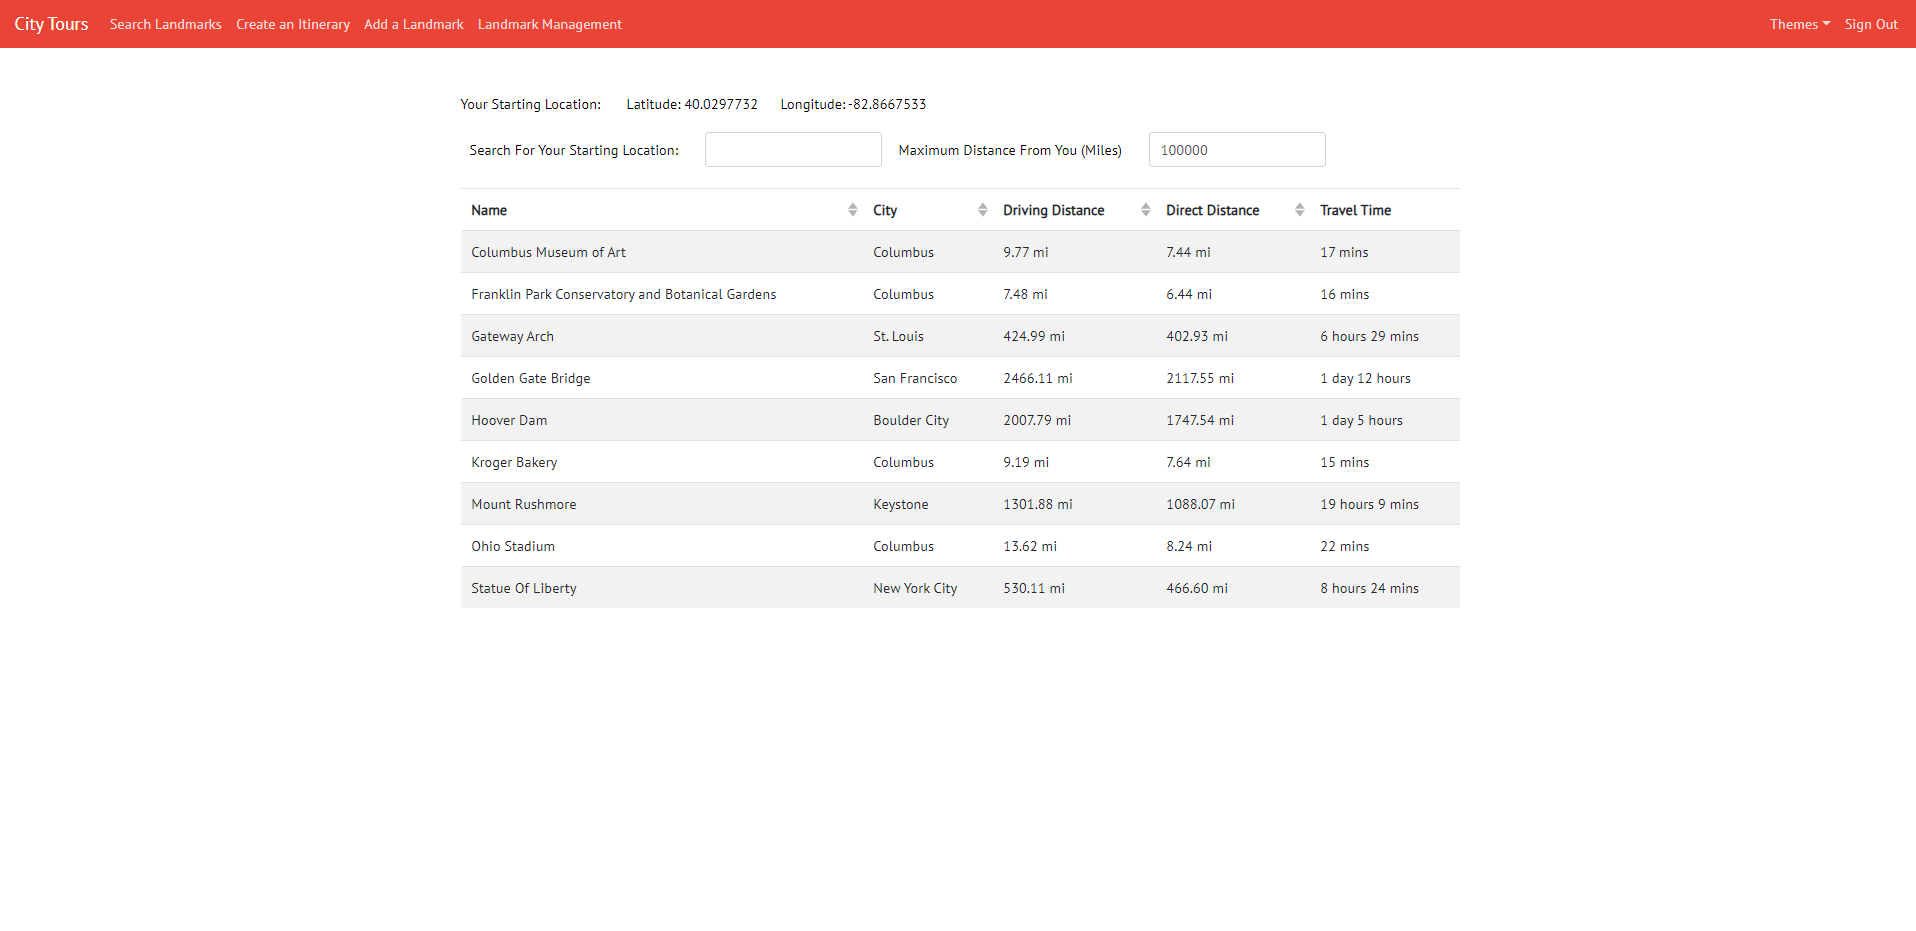 City Tours Search Landmarks Create an Itinerary Add a Landmark Landmark Management Themes Sign Out
Your Starting Location: Latitude: 40.0297732 Longitude: -82.8667533
Search For Your Starting Location: Maximum Distance From You (Miles) 100000
Name City Driving Distance Direct Distance Travel Time
Columbus Museum of Art Columbus 9.77 mi 7.44 mi 17 mins
Franklin Park Conservatory and Botanical Gardens Columbus 7.48 mi 6.44 mi 16 mins
Gateway Arch St. Louis 424.99 mi 402.93 mi 6 hours 29 mins
Golden Gate Bridge San Francisco 2466.11 mi 2117.55 mi 1 day 12 hours
Hoover Dam Boulder City 2007.79 mi 1747.54 mi 1 day 5 hours
Kroger Bakery Columbus 9.19 mi 7.64 mi 15 mins
Mount Rushmore Keystone 1301.88 mi 1088.07 mi 19 hours 9 mins
Ohio Stadium Columbus 13.62 mi 8.24 mi 22 mins
Statue Of Liberty New York City 530.11 mi 466.60 mi 8 hours 24 mins